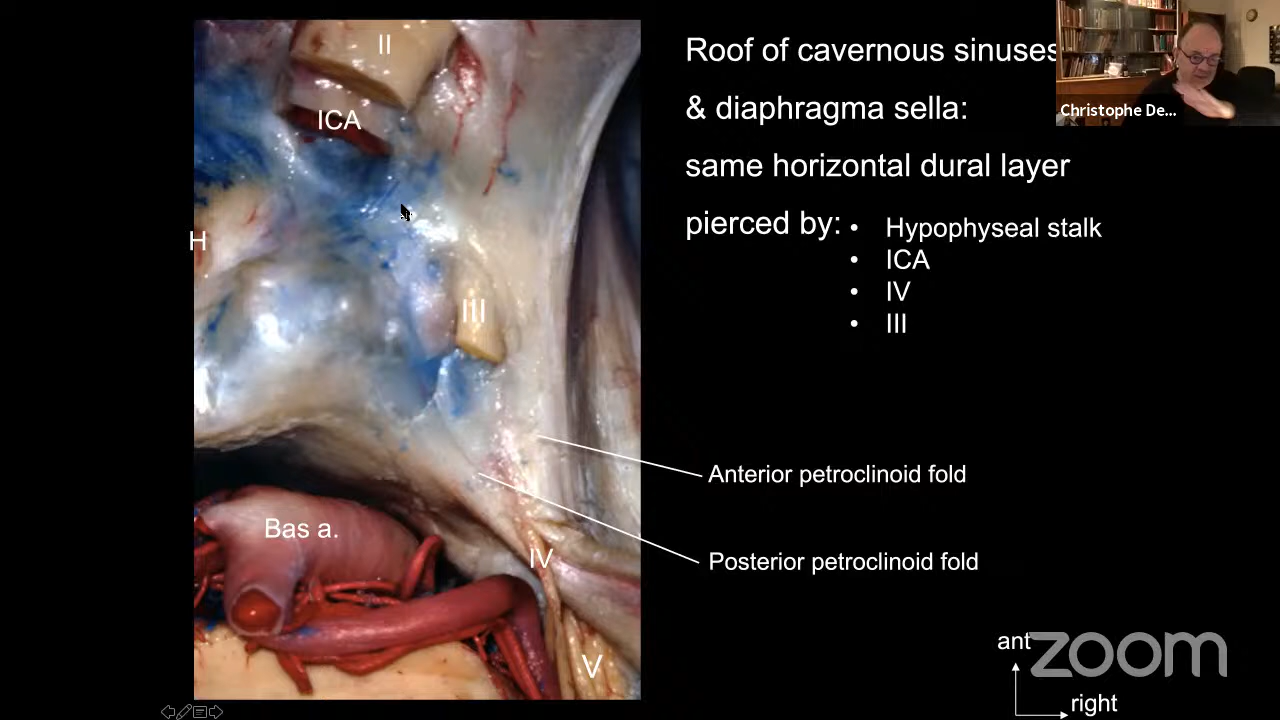 II
ICA
H
III
Bas a.
IV
V
Roof of cavernous sinuses
& diaphragma sella:
same horizontal dural layer
pierced by:
• Hypophyseal stalk
• ICA
• IV
• III
Anterior petroclinoid fold
Posterior petroclinoid fold
Christophe De...
ant
right
zoom